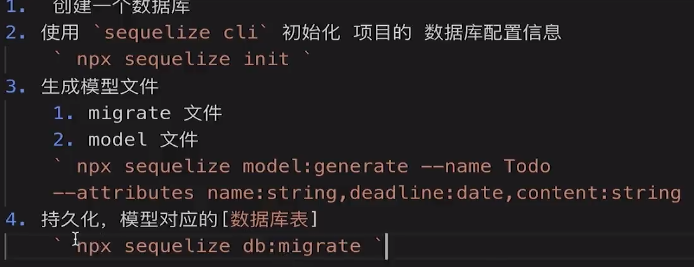 1. 创建一个数据库
2. 使用 `sequelize cli` 初始化 项目的 数据库配置信息
` npx sequelize init `
3. 生成模型文件
1. migrate 文件
2. model 文件
` npx sequelize model:generate --name Todo
--attributes name:string,deadline:date,content:string
4. 持久化，模型对应的[数据库表]
` npx sequelize db:migrate `